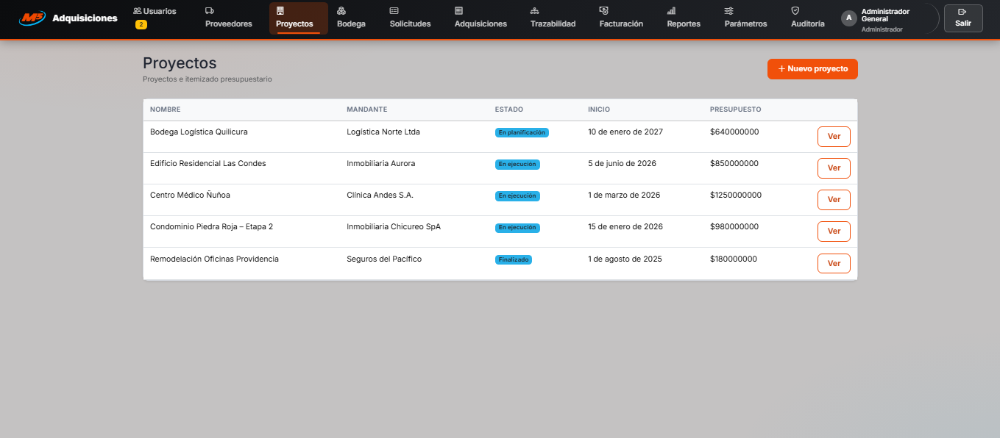 M5 Adquisiciones
Usuarios
2
Proveedores
Proyectos
Bodega
Solicitudes
Adquisiciones
Trazabilidad
Facturación
Reportes
Parámetros
Auditoría
A
Administrador
General
Administrador
Salir
Proyectos
Proyectos e itemizado presupuestario
+ Nuevo proyecto
NOMBRE MANDANTE ESTADO INICIO PRESUPUESTO
Bodega Logística Quilicura Logística Norte Ltda En planificación 10 de enero de 2027 $640000000 Ver
Edificio Residencial Las Condes Inmobiliaria Aurora En ejecución 5 de junio de 2026 $850000000 Ver
Centro Médico Ñuñoa Clínica Andes S.A. En ejecución 1 de marzo de 2026 $1250000000 Ver
Condominio Piedra Roja – Etapa 2 Inmobiliaria Chicureo SpA En ejecución 15 de enero de 2026 $980000000 Ver
Remodelación Oficinas Providencia Seguros del Pacífico Finalizado 1 de agosto de 2025 $180000000 Ver